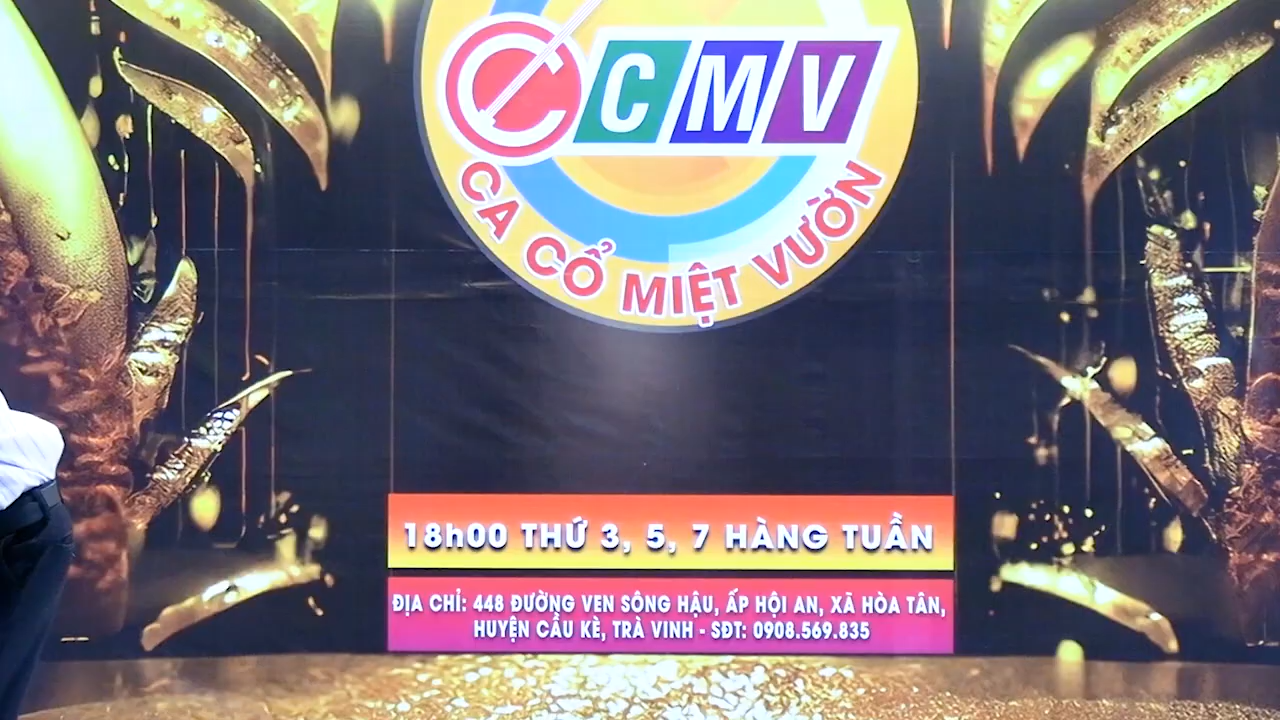 CCMV
CA CỔ MIỆT VƯỜN
18h00 THỨ 3, 5, 7 HÀNG TUẦN
ĐỊA CHỈ: 448 ĐƯỜNG VEN SÔNG HẬU, ẤP HỘI AN, XÃ HÒA TÂN,
HUYỆN CẦU KÈ, TRÀ VINH - SĐT: 0908.569.835